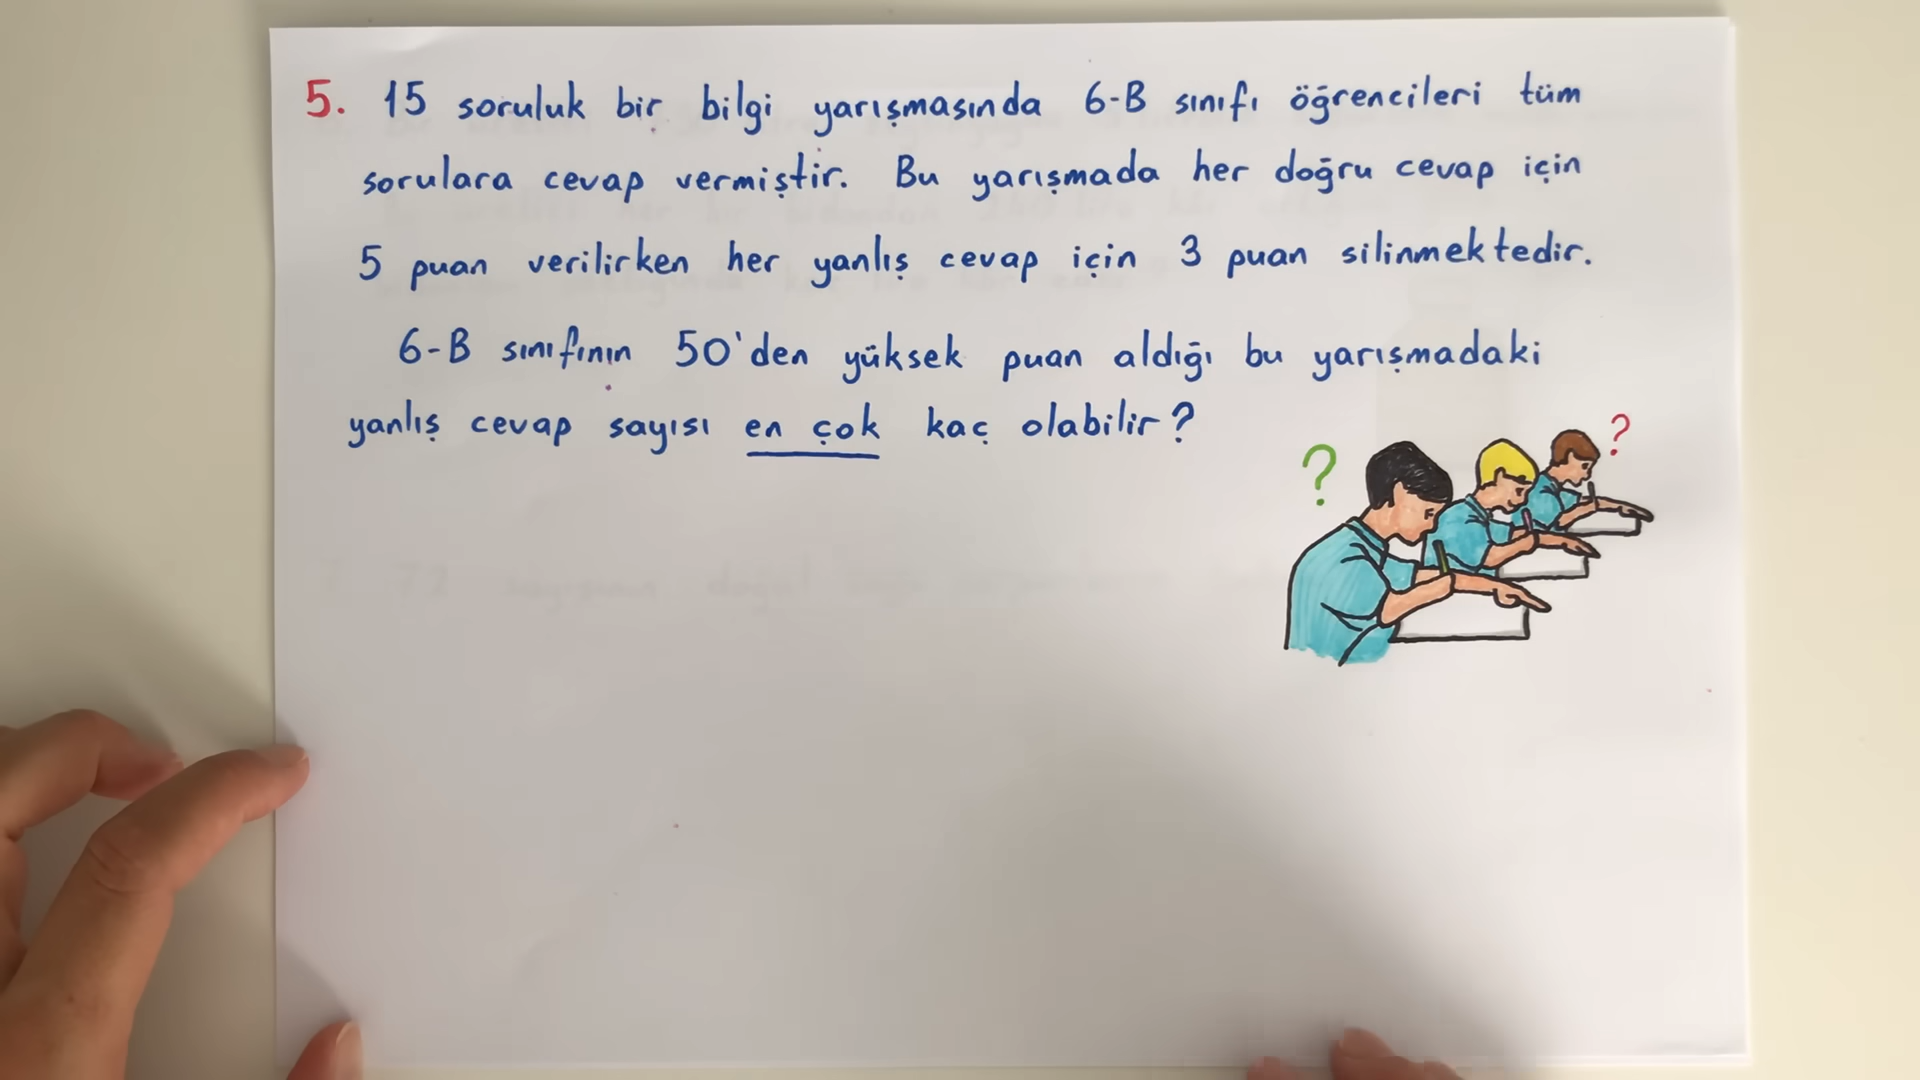 5. 15 soruluk bir bilgi yarışmasında 6-B sınıfı öğrencileri tüm
sorulara cevap vermiştir. Bu yarışmada her doğru cevap için
5 puan verilirken her yanlış cevap için 3 puan silinmektedir.
6-B sınıfının 50'den yüksek puan aldığı bu yarışmadaki
yanlış cevap sayısı en çok kaç olabilir?
? ?